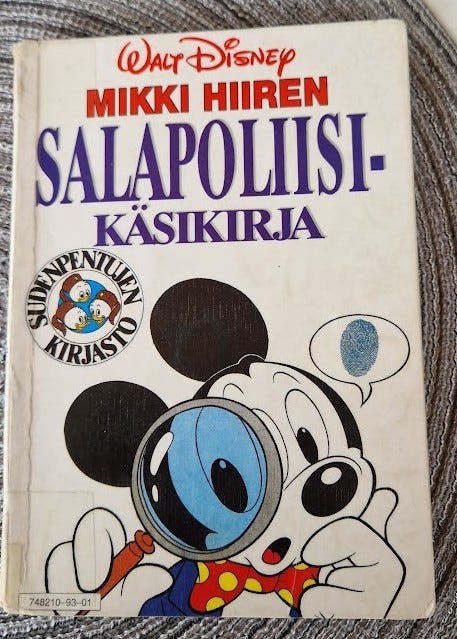 WALT DISNEY
MIKKI HIIREN
SALAPOLIISI-
KÄSIKIRJA
SUDENPENTUJEN
KIRJASTO
748210-93-01